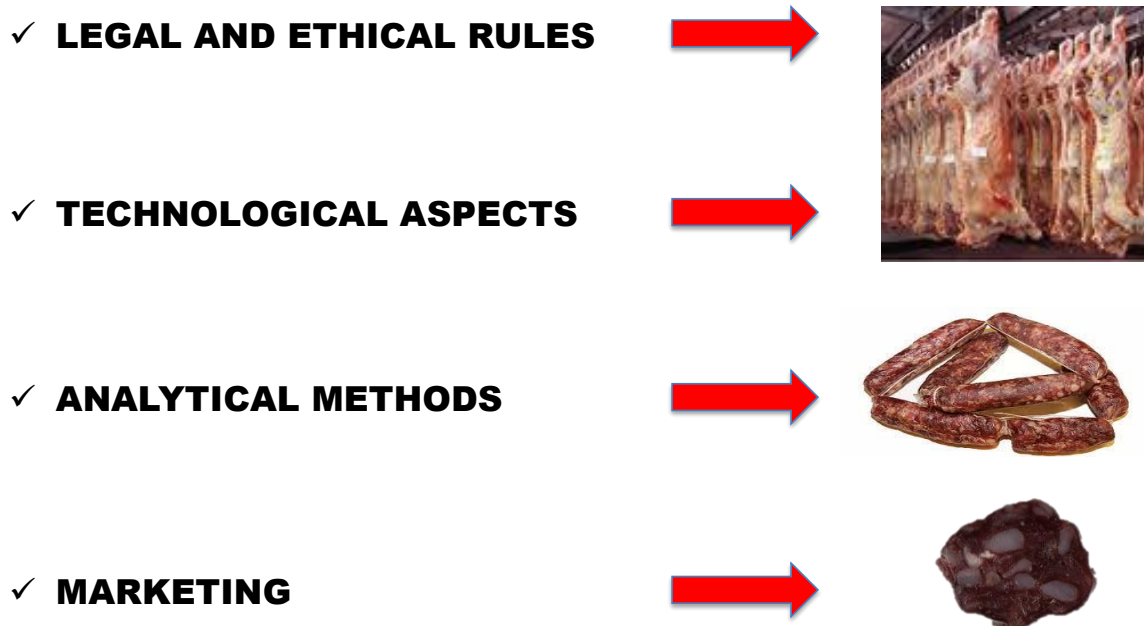 ✓ LEGAL AND ETHICAL RULES
✓ TECHNOLOGICAL ASPECTS
✓ ANALYTICAL METHODS
✓ MARKETING